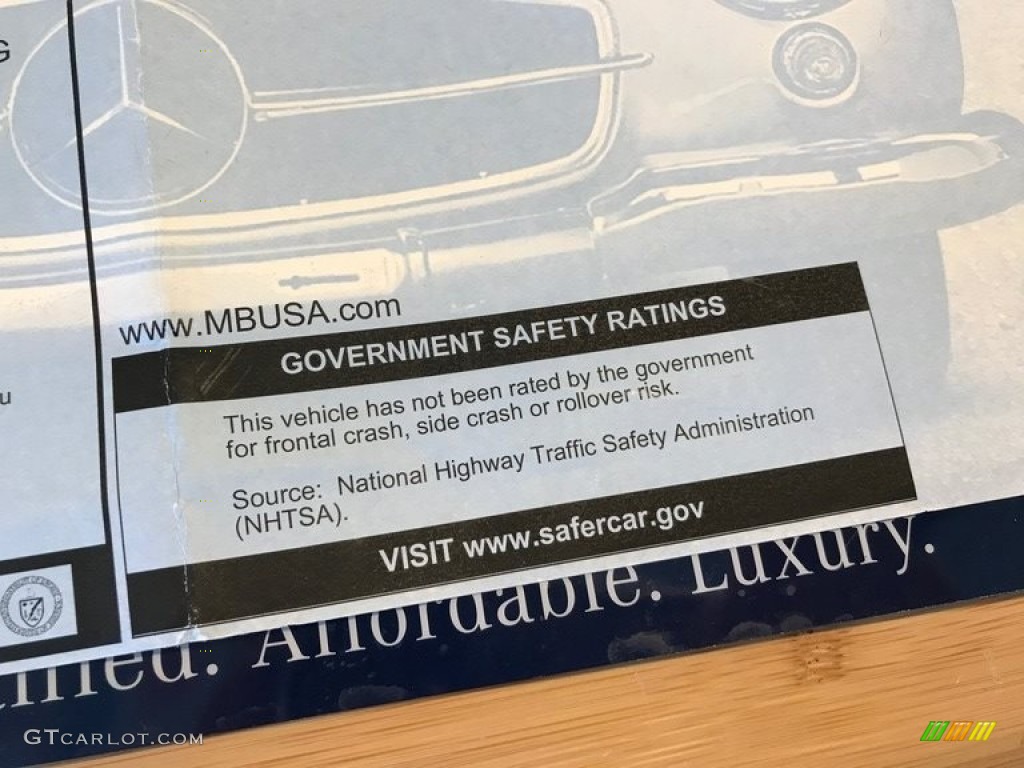 G
www.MBUSA.com
GOVERNMENT SAFETY RATINGS
This vehicle has not been rated by the government
for frontal crash, side crash or rollover risk.
Source: National Highway Traffic Safety Administration
(NHTSA).
VISIT www.safercar.gov
u
Affordable. Luxury.
GTCARLOT.COM